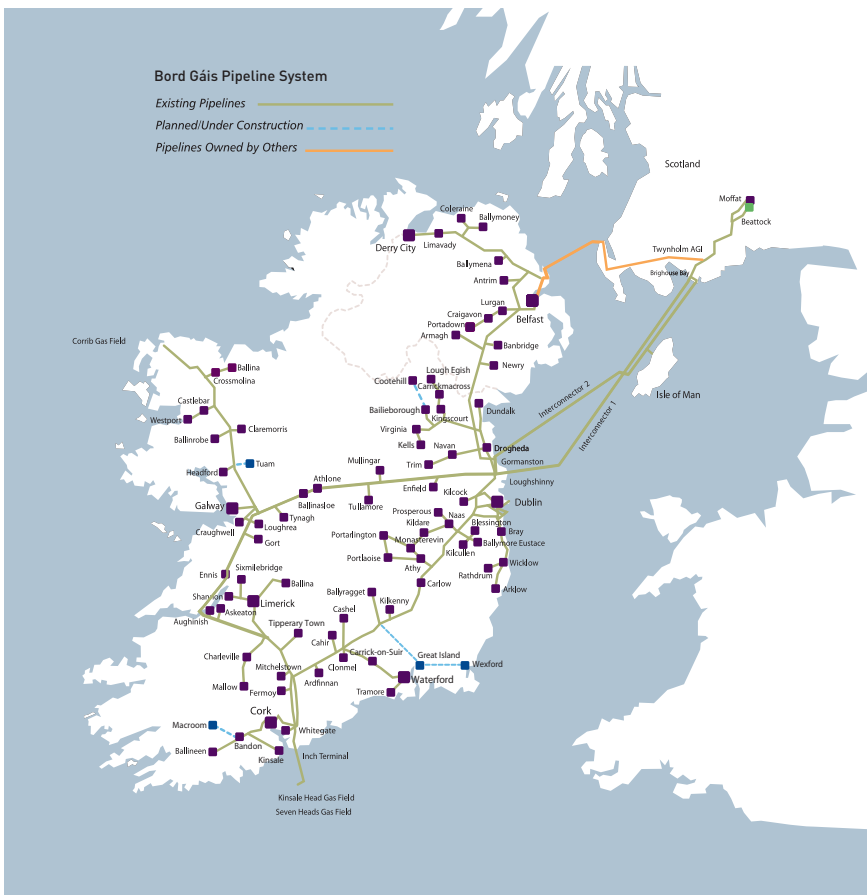 Bord Gáis Pipeline System
Existing Pipelines
Planned/Under Construction
Pipelines Owned by Others
Scotland
Moffat
Beattock
Twynholm AGI
Brighouse Bay
Coleraine
Ballymoney
Derry City
Limavady
Ballymena
Antrim
Lurgan
Belfast
Craigavon
Portadown
Armagh
Banbridge
Newry
Corrib Gas Field
Ballina
Crossmolina
Lough Egish
Cootehill
Carrickmacross
Isle of Man
Interconnector 2
Interconnector 1
Castlebar
Westport
Bailieborough
Kingscourt
Dundalk
Claremorris
Virginia
Ballinrobe
Kells
Navan
Drogheda
Trim
Gormanston
Mullingar
Tuam
Headford
Athlone
Loughshinny
Enfield
Kilcock
Galway
Ballinasloe
Tullamore
Dublin
Prosperous
Naas
Blessington
Tynagh
Kildare
Loughrea
Craughwell
Portarlington
Monasterevin
Bray
Gort
Ballymore Eustace
Kilcullen
Portlaoise
Athy
Wicklow
Rathdrum
Ennis
Sixmilebridge
Ballina
Carlow
Arklow
Shannon
Limerick
Ballyragget
Kilkenny
Askeaton
Aughinish
Cashel
Tipperary Town
Cahir
Carrick-on-Suir
Great Island
Wexford
Charleville
Mitchelstown
Clonmel
Waterford
Ardfinnan
Mallow
Fermoy
Tramore
Cork
Macroom
Whitegate
Bandon
Ballineen
Kinsale
Inch Terminal
Kinsale Head Gas Field
Seven Heads Gas Field